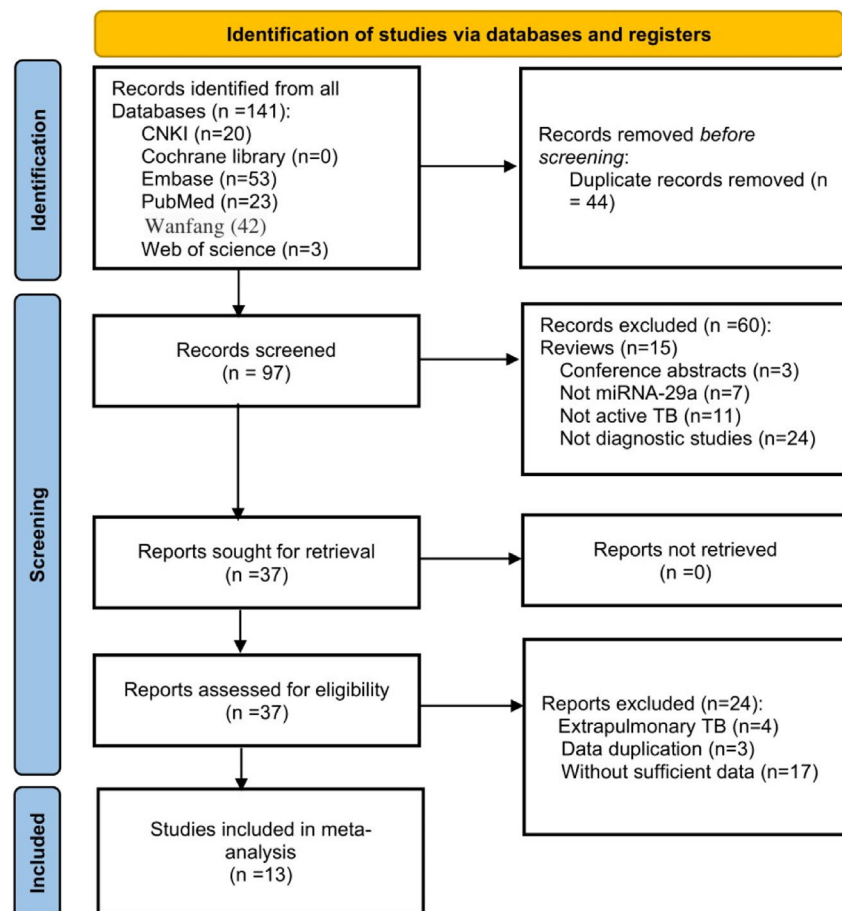 Identification of studies via databases and registers
Identification
Records identified from all
Databases (n =141):
CNKI (n=20)
Cochrane library (n=0)
Embase (n=53)
PubMed (n=23)
Wanfang (42)
Web of science (n=3)
Records removed before
screening:
Duplicate records removed (n
= 44)
Screening
Records screened
(n = 97)
Records excluded (n =60):
Reviews (n=15)
Conference abstracts (n=3)
Not miRNA-29a (n=7)
Not active TB (n=11)
Not diagnostic studies (n=24)
Reports sought for retrieval
(n =37)
Reports not retrieved
(n =0)
Reports assessed for eligibility
(n =37)
Reports excluded (n=24):
Extrapulmonary TB (n=4)
Data duplication (n=3)
Without sufficient data (n=17)
Included
Studies included in meta-
analysis
(n =13)